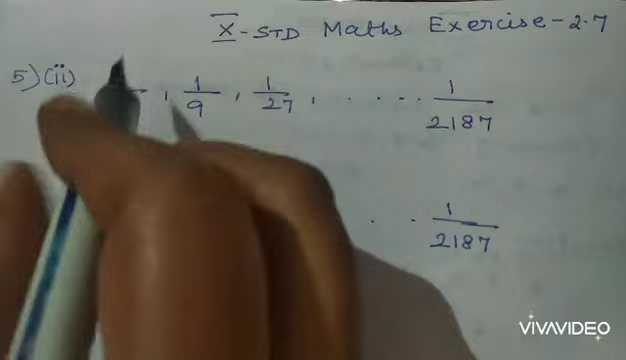 X - STD Maths Exercise - 2.7
5) (ii) , 1/9 , 1/27 , . . . . . 1/2187
. . 1/2187
VIVAVIDEO